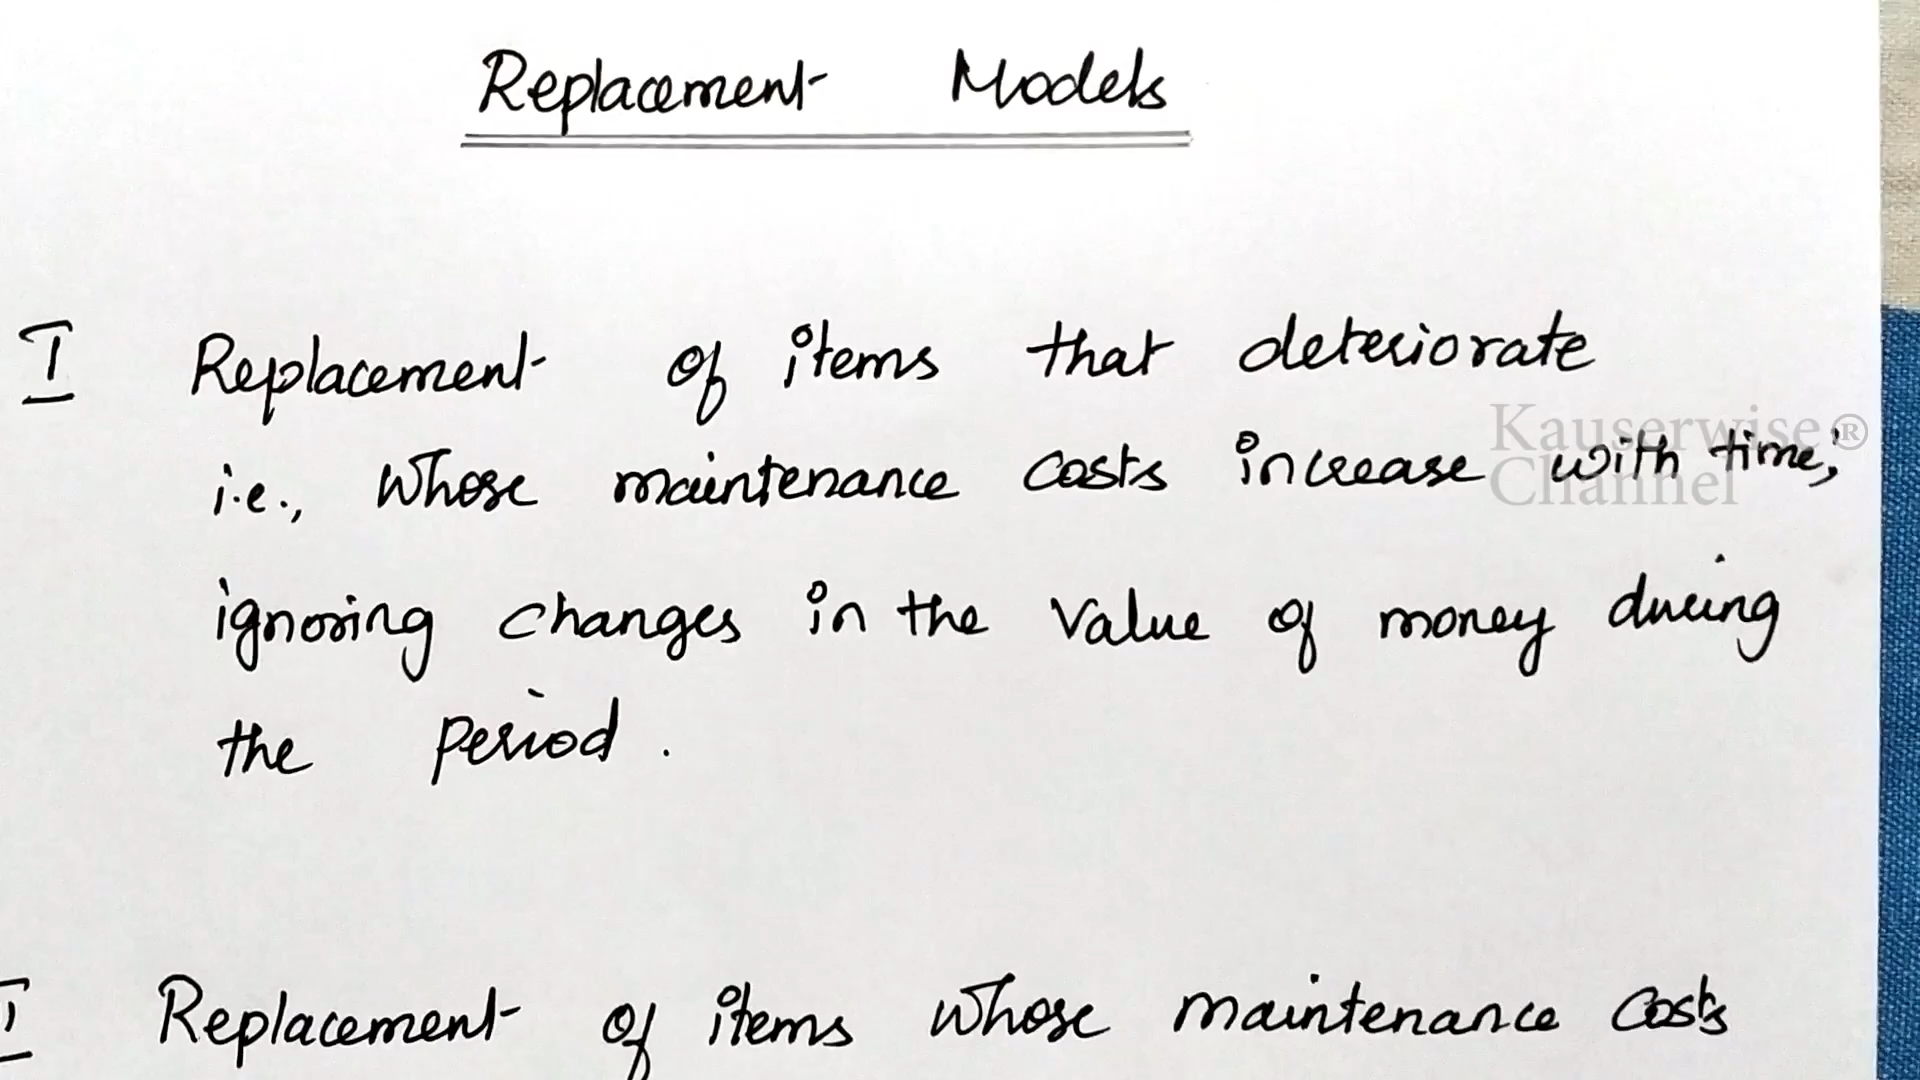 Replacement Models
I Replacement of items that deteriorate
i.e., whose maintenance costs increase with time;
Kauserwise®
Channel
ignoring changes in the value of money during
the period.
Replacement of items whose maintenance costs